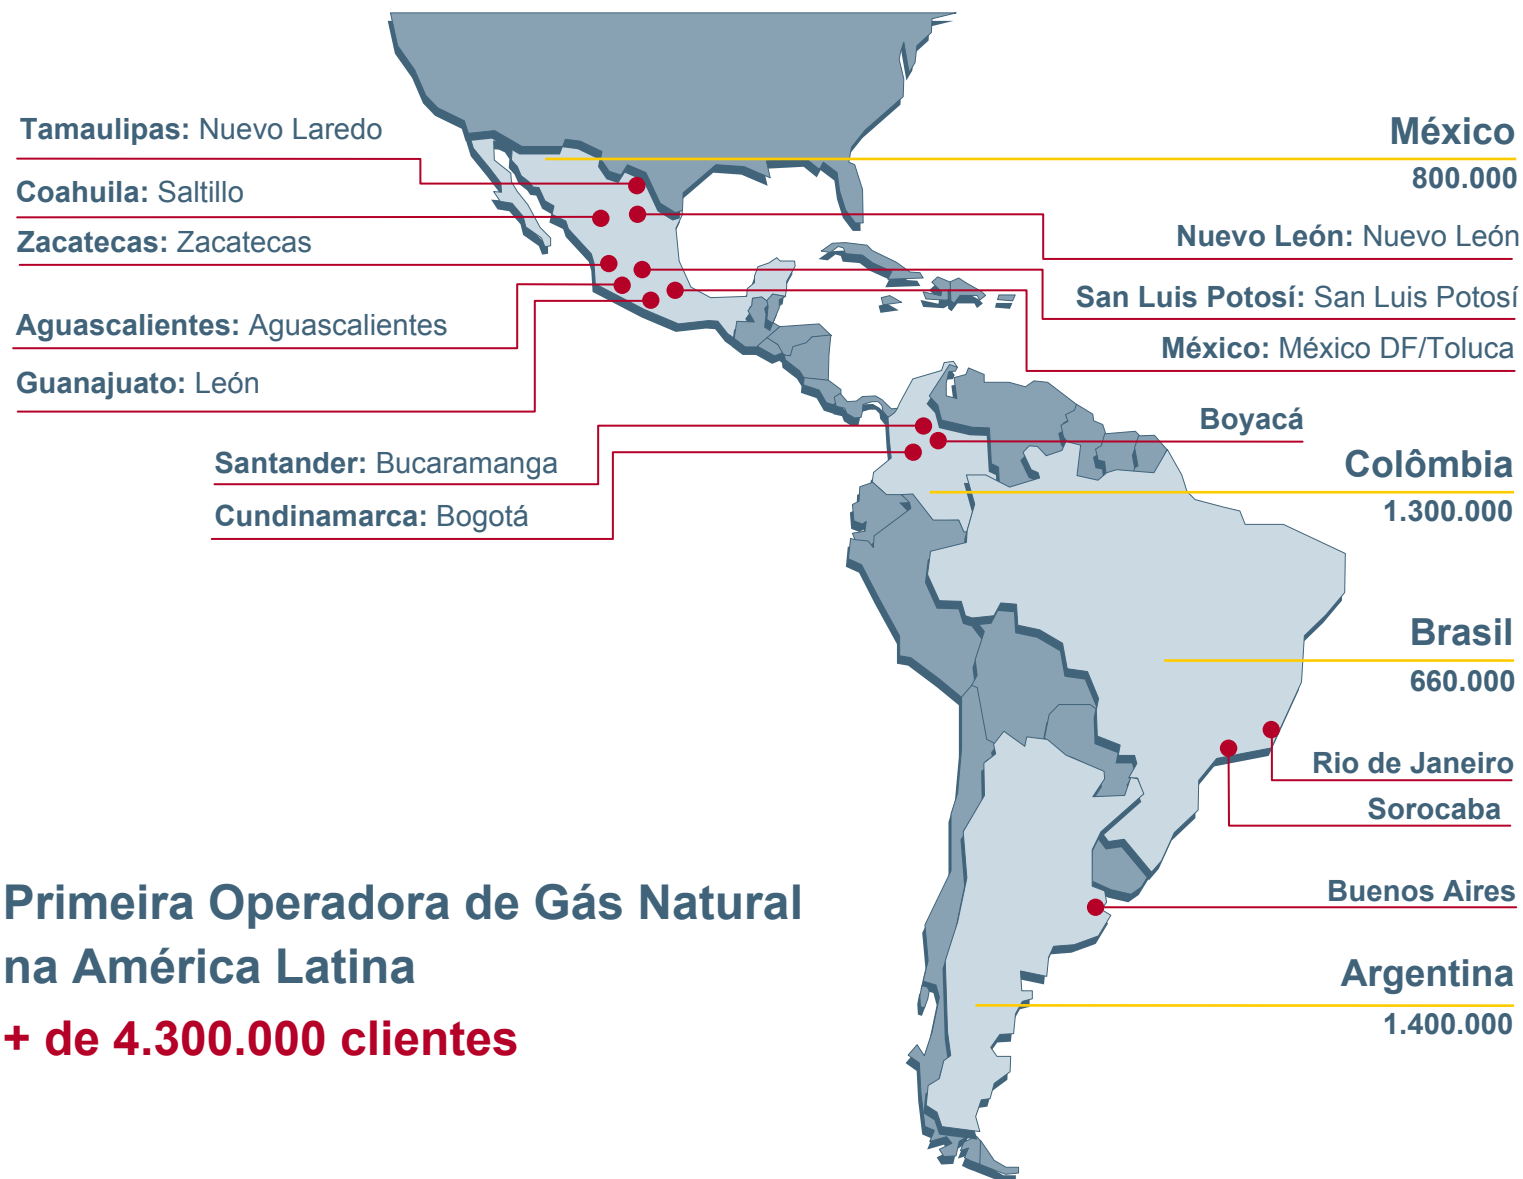 Tamaulipas: Nuevo Laredo
Coahuila: Saltillo
Zacatecas: Zacatecas
Aguascalientes: Aguascalientes
Guanajuato: León
México
800.000
Nuevo León: Nuevo León
San Luis Potosí: San Luis Potosí
México: México DF/Toluca
Santander: Bucaramanga
Cundinamarca: Bogotá
Boyacá
Colômbia
1.300.000
Brasil
660.000
Rio de Janeiro
Sorocaba
Buenos Aires
Argentina
1.400.000
Primeira Operadora de Gás Natural
na América Latina
+ de 4.300.000 clientes